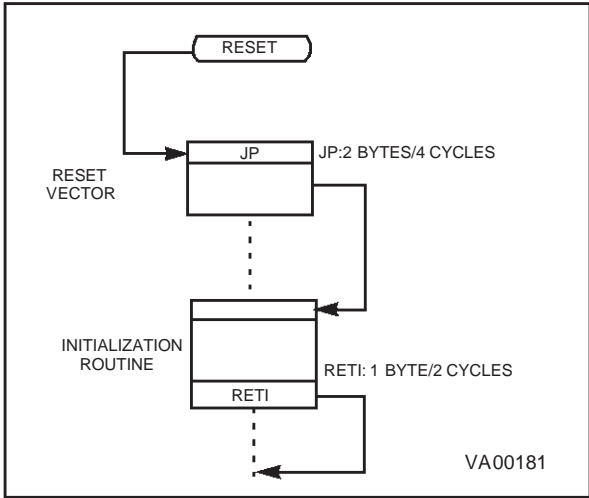 RESET
JP
JP:2 BYTES/4 CYCLES
RESET
VECTOR
INITIALIZATION
ROUTINE
RETI: 1 BYTE/2 CYCLES
RETI
VA00181